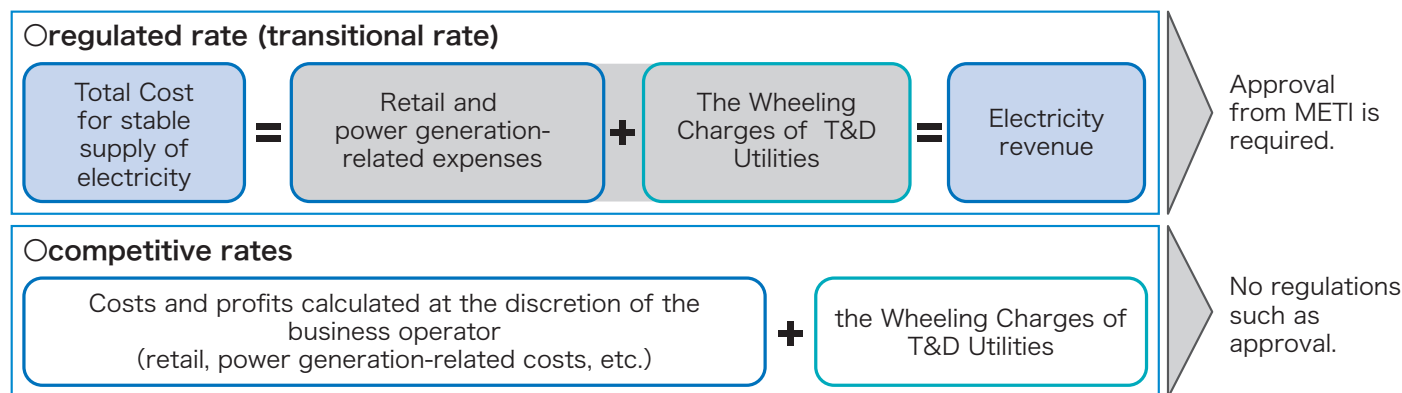 ○regulated rate (transitional rate)
Total Cost
for stable
supply of
electricity
=
Retail and
power generation-
related expenses
+
The Wheeling
Charges of T&D
Utilities
=
Electricity
revenue
Approval
from METI is
required.
○competitive rates
Costs and profits calculated at the discretion of the
business operator
(retail, power generation-related costs, etc.)
+
the Wheeling Charges of
T&D Utilities
No regulations
such as
approval.